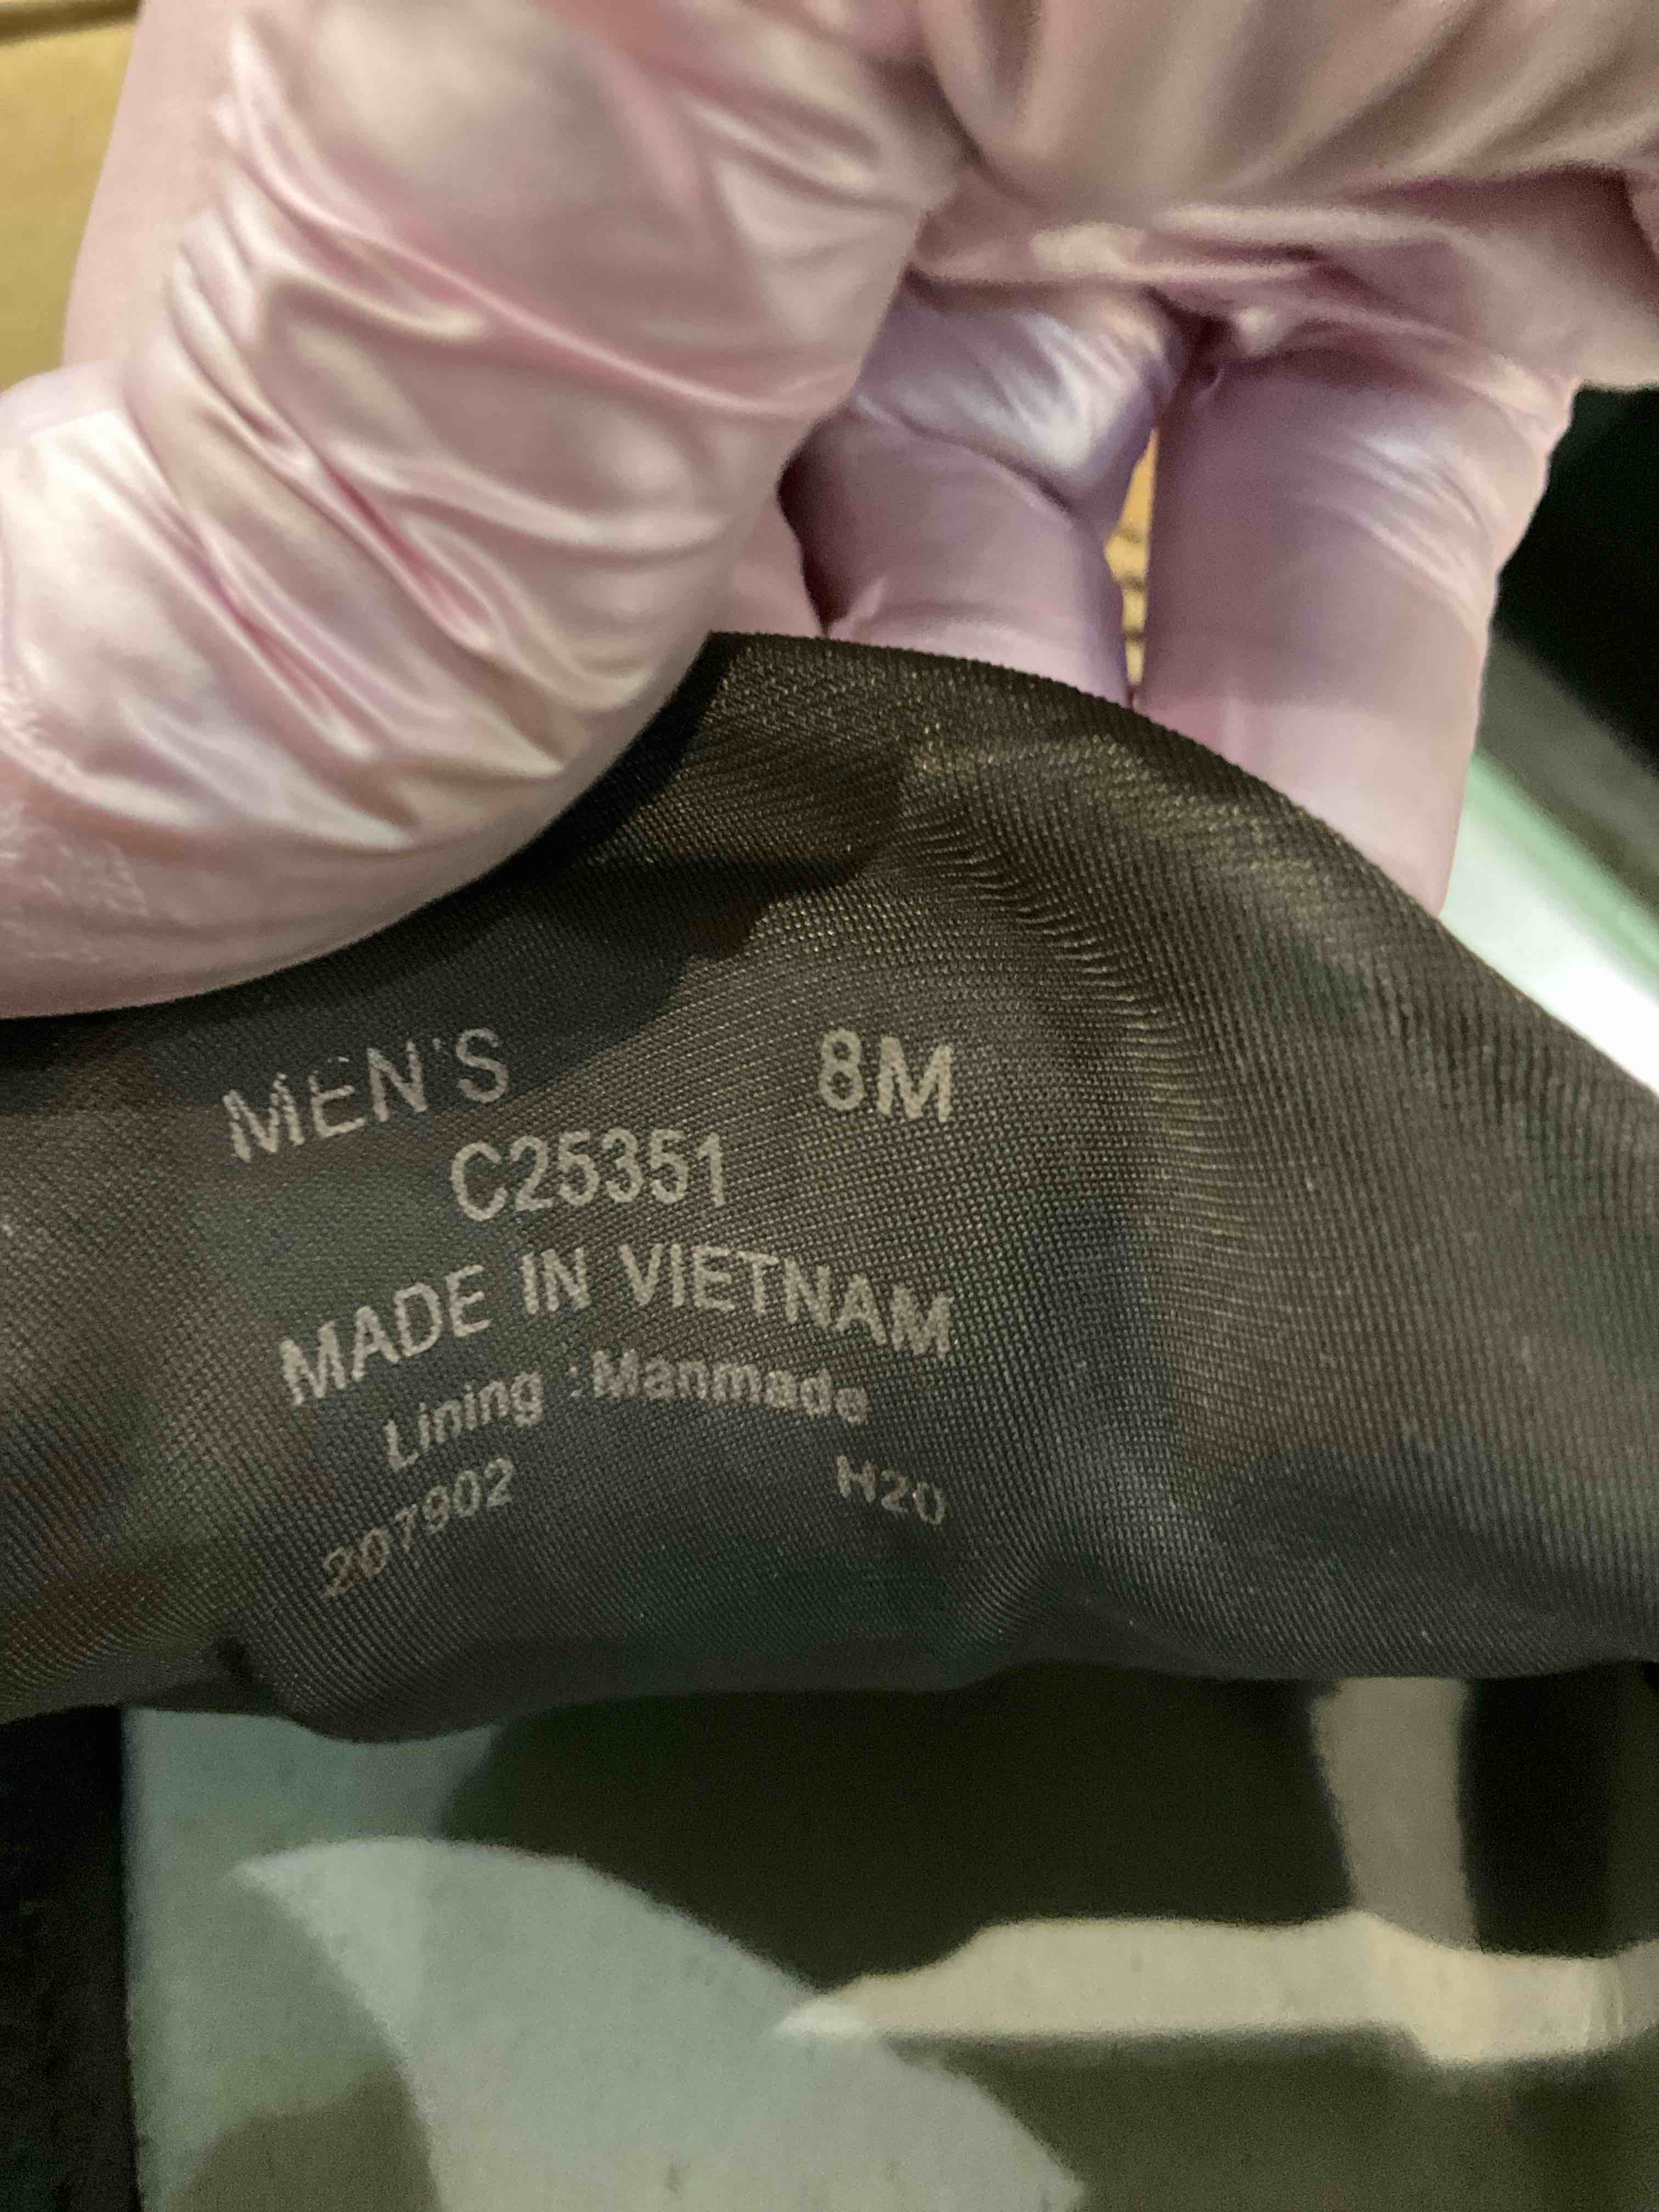 MEN'S 8M
C25351
MADE IN VIETNAM
Lining :Manmade
207902 H20